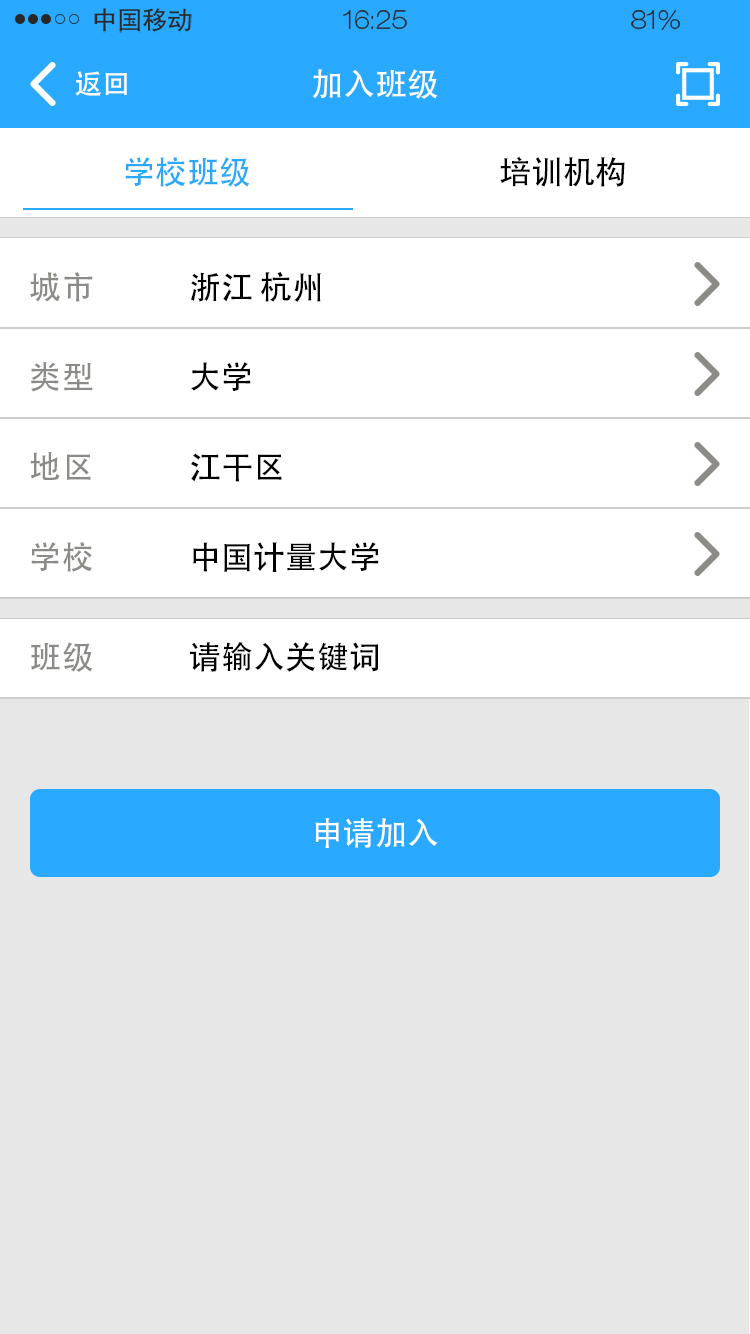 中国移动 16:25 81%
返回 加入班级
学校班级 培训机构
城市 浙江 杭州
类型 大学
地区 江干区
学校 中国计量大学
班级 请输入关键词
申请加入